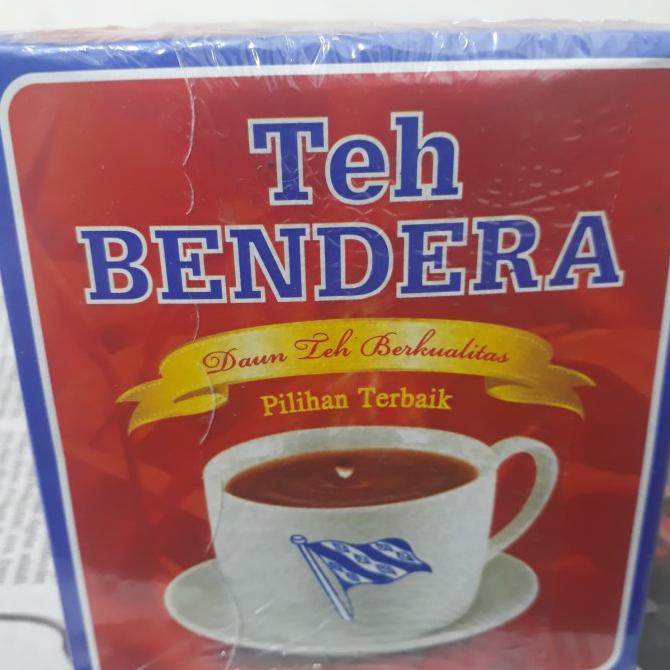 Teh
BENDERA
Daun Teh Berkualitas
Pilihan Terbaik